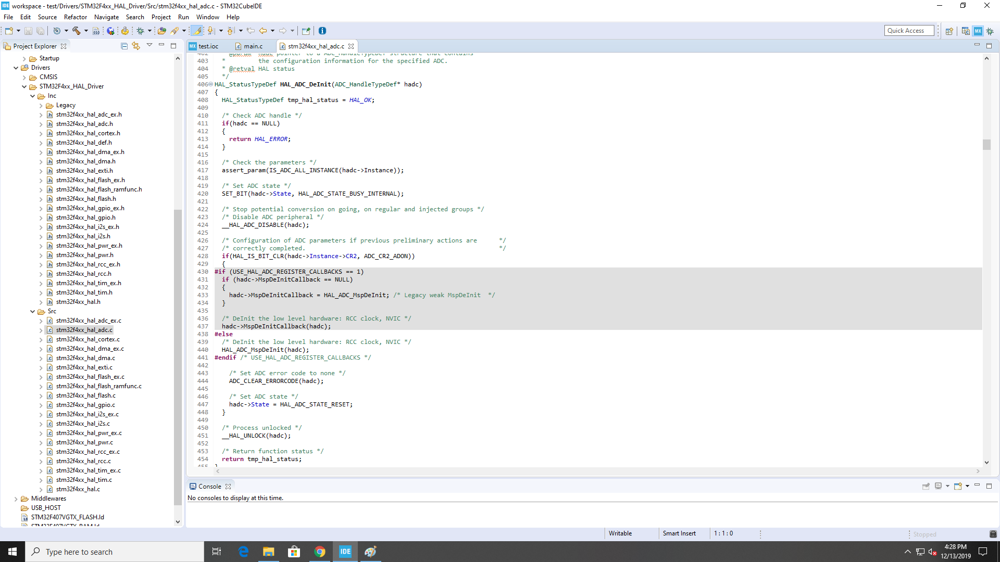 workspace - test/Drivers/STM32F4xx_HAL_Driver/Src/stm32f4xx_hal_adc.c - STM32CubeIDE
File Edit Source Refactor Navigate Search Project Run Window Help
Quick Access
Project Explorer
Startup
Drivers
CMSIS
STM32F4xx_HAL_Driver
Inc
Legacy
stm32f4xx_hal_adc_ex.h
stm32f4xx_hal_adc.h
stm32f4xx_hal_cortex.h
stm32f4xx_hal_def.h
stm32f4xx_hal_dma_ex.h
stm32f4xx_hal_dma.h
stm32f4xx_hal_exti.h
stm32f4xx_hal_flash_ex.h
stm32f4xx_hal_flash_ramfunc.h
stm32f4xx_hal_flash.h
stm32f4xx_hal_gpio_ex.h
stm32f4xx_hal_gpio.h
stm32f4xx_hal_i2s_ex.h
stm32f4xx_hal_i2s.h
stm32f4xx_hal_pwr_ex.h
stm32f4xx_hal_pwr.h
stm32f4xx_hal_rcc_ex.h
stm32f4xx_hal_rcc.h
stm32f4xx_hal_tim_ex.h
stm32f4xx_hal_tim.h
stm32f4xx_hal.h
Src
stm32f4xx_hal_adc_ex.c
stm32f4xx_hal_adc.c
stm32f4xx_hal_cortex.c
stm32f4xx_hal_dma_ex.c
stm32f4xx_hal_dma.c
stm32f4xx_hal_exti.c
stm32f4xx_hal_flash_ex.c
stm32f4xx_hal_flash_ramfunc.c
stm32f4xx_hal_flash.c
stm32f4xx_hal_gpio.c
stm32f4xx_hal_i2s_ex.c
stm32f4xx_hal_i2s.c
stm32f4xx_hal_pwr_ex.c
stm32f4xx_hal_pwr.c
stm32f4xx_hal_rcc_ex.c
stm32f4xx_hal_rcc.c
stm32f4xx_hal_tim_ex.c
stm32f4xx_hal_tim.c
stm32f4xx_hal.c
Middlewares
USB_HOST
STM32F407VGTX_FLASH.ld
STM32F407VGTX_RAM.ld
MX test.ioc main.c stm32f4xx_hal_adc.c
402 * @param hadc pointer to a ADC_HandleTypeDef structure that contains
403 * the configuration information for the specified ADC.
404 * @retval HAL status
405 */
406 HAL_StatusTypeDef HAL_ADC_DeInit(ADC_HandleTypeDef* hadc)
407 {
408 HAL_StatusTypeDef tmp_hal_status = HAL_OK;
409
410 /* Check ADC handle */
411 if(hadc == NULL)
412 {
413 return HAL_ERROR;
414 }
415
416 /* Check the parameters */
417 assert_param(IS_ADC_ALL_INSTANCE(hadc->Instance));
418
419 /* Set ADC state */
420 SET_BIT(hadc->State, HAL_ADC_STATE_BUSY_INTERNAL);
421
422 /* Stop potential conversion on going, on regular and injected groups */
423 /* Disable ADC peripheral */
424 __HAL_ADC_DISABLE(hadc);
425
426 /* Configuration of ADC parameters if previous preliminary actions are */
427 /* correctly completed. */
428 if(HAL_IS_BIT_CLR(hadc->Instance->CR2, ADC_CR2_ADON))
429 {
430 #if (USE_HAL_ADC_REGISTER_CALLBACKS == 1)
431 if (hadc->MspDeInitCallback == NULL)
432 {
433 hadc->MspDeInitCallback = HAL_ADC_MspDeInit; /* Legacy weak MspDeInit */
434 }
435
436 /* DeInit the low level hardware: RCC clock, NVIC */
437 hadc->MspDeInitCallback(hadc);
438 #else
439 /* DeInit the low level hardware: RCC clock, NVIC */
440 HAL_ADC_MspDeInit(hadc);
441 #endif /* USE_HAL_ADC_REGISTER_CALLBACKS */
442
443 /* Set ADC error code to none */
444 ADC_CLEAR_ERRORCODE(hadc);
445
446 /* Set ADC state */
447 hadc->State = HAL_ADC_STATE_RESET;
448 }
449
450 /* Process unlocked */
451 __HAL_UNLOCK(hadc);
452
453 /* Return function status */
454 return tmp_hal_status;
455 }
Console
No consoles to display at this time.
Writable Smart Insert 1 : 1 : 0 Stopped
Type here to search
IDE
4:28 PM
12/13/2019